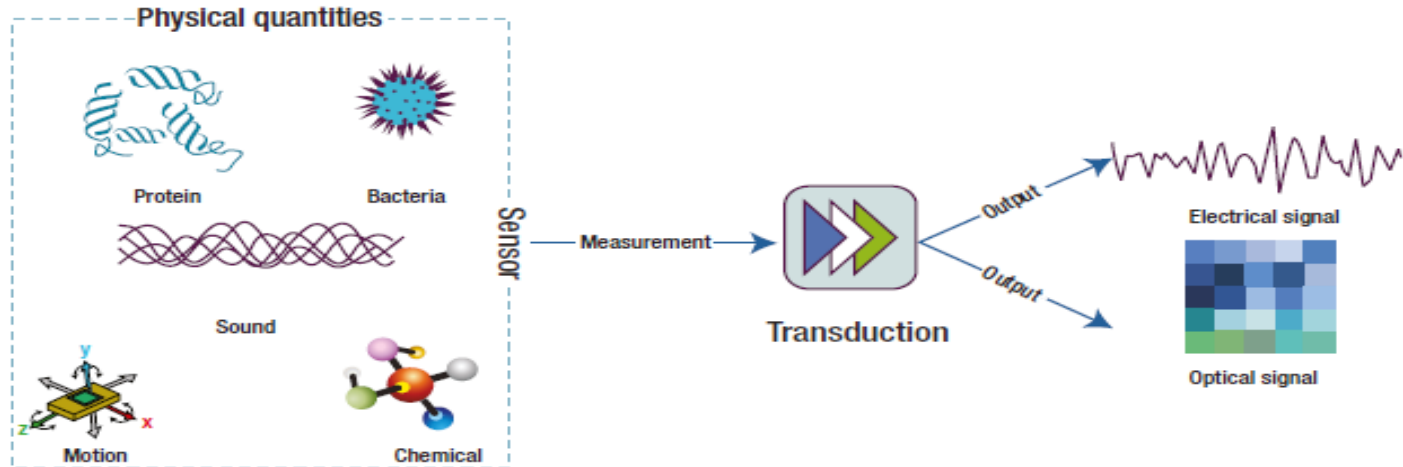 Physical quantities
Protein
Bacteria
Sound
y
z
x
Motion
Chemical
Sensor
Measurement
Transduction
Output
Output
Electrical signal
Optical signal